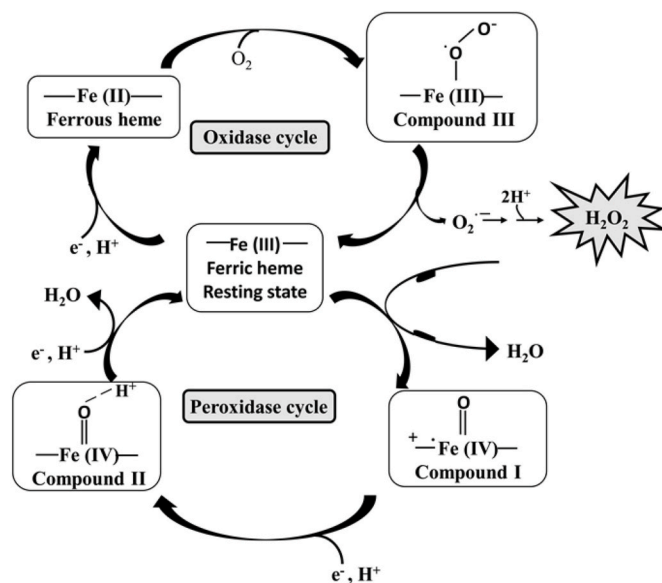 O₂
O⁻
·O
Fe (II)
Ferrous heme
Fe (III)
Compound III
Oxidase cycle
e⁻, H⁺
O₂·⁻
2H⁺
H₂O₂
Fe (III)
Ferric heme
Resting state
H₂O
e⁻, H⁺
H₂O
H⁺
O
Fe (IV)
Compound II
Peroxidase cycle
O
+ ·Fe (IV)
Compound I
e⁻, H⁺